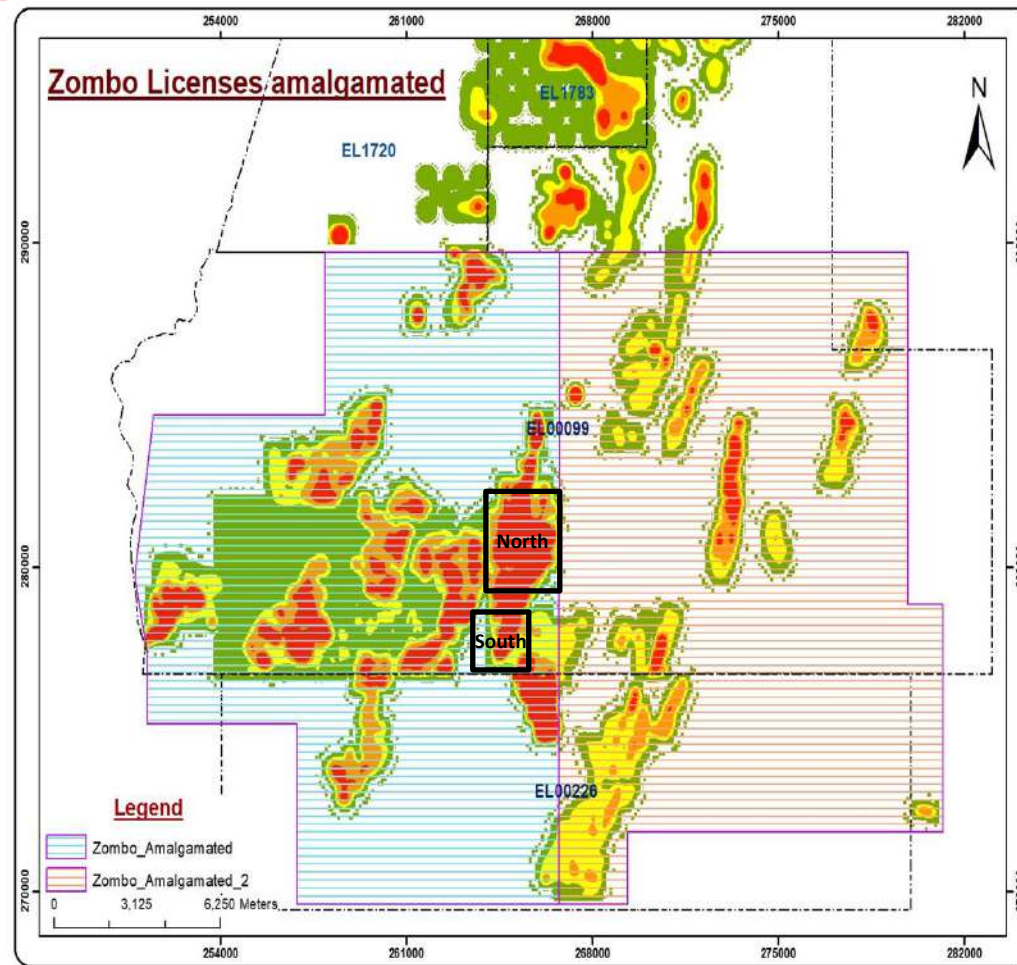 254000 261000 268000 275000 282000
Zombo Licenses amalgamated
EL1783
N
EL1720
290000
EL00099
North
280000 280000
South
EL00226
Legend
Zombo_Amalgamated
Zombo_Amalgamated_2
270000
0 3,125 6,250 Meters
254000 261000 268000 275000 282000